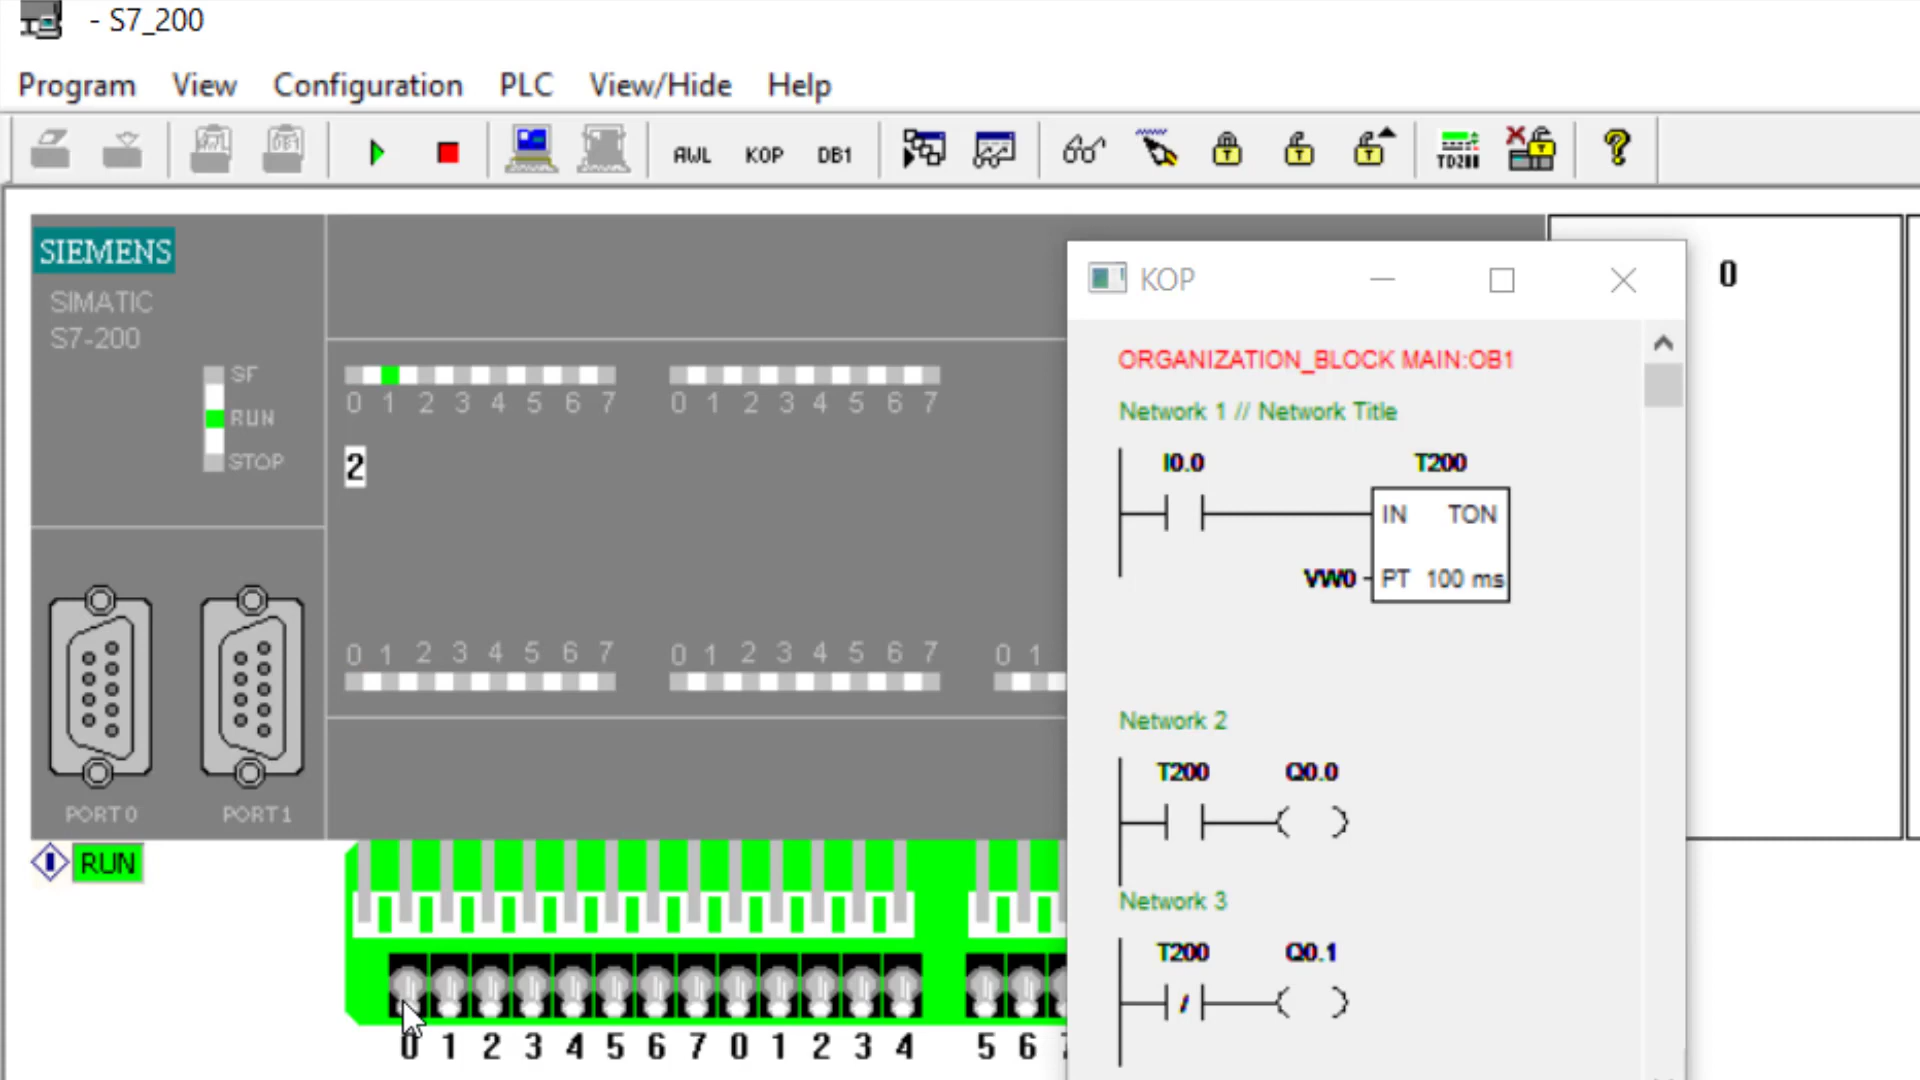 - S7_200
Program View Configuration PLC View/Hide Help
AWL DB1 AWL KOP DB1 TD200
SIEMENS
SIMATIC
S7-200
SF
RUN
STOP
0 1 2 3 4 5 6 7 0 1 2 3 4 5 6 7
2
0 1 2 3 4 5 6 7 0 1 2 3 4 5 6 7 0 1
PORT 0 PORT 1
RUN
0 1 2 3 4 5 6 7 0 1 2 3 4 5 6
KOP
0
ORGANIZATION_BLOCK MAIN:OB1
Network 1 // Network Title
I0.0 T200
IN TON
VW0 PT 100 ms
Network 2
T200 Q0.0
Network 3
T200 Q0.1